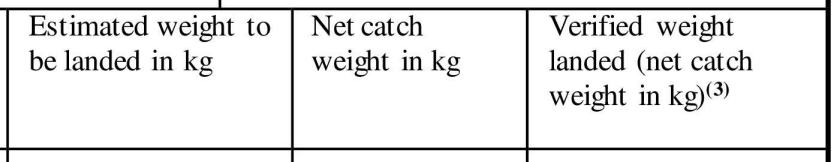 Estimated weight to
be landed in kg
Net catch
weight in kg
Verified weight
landed (net catch
weight in kg)(3)